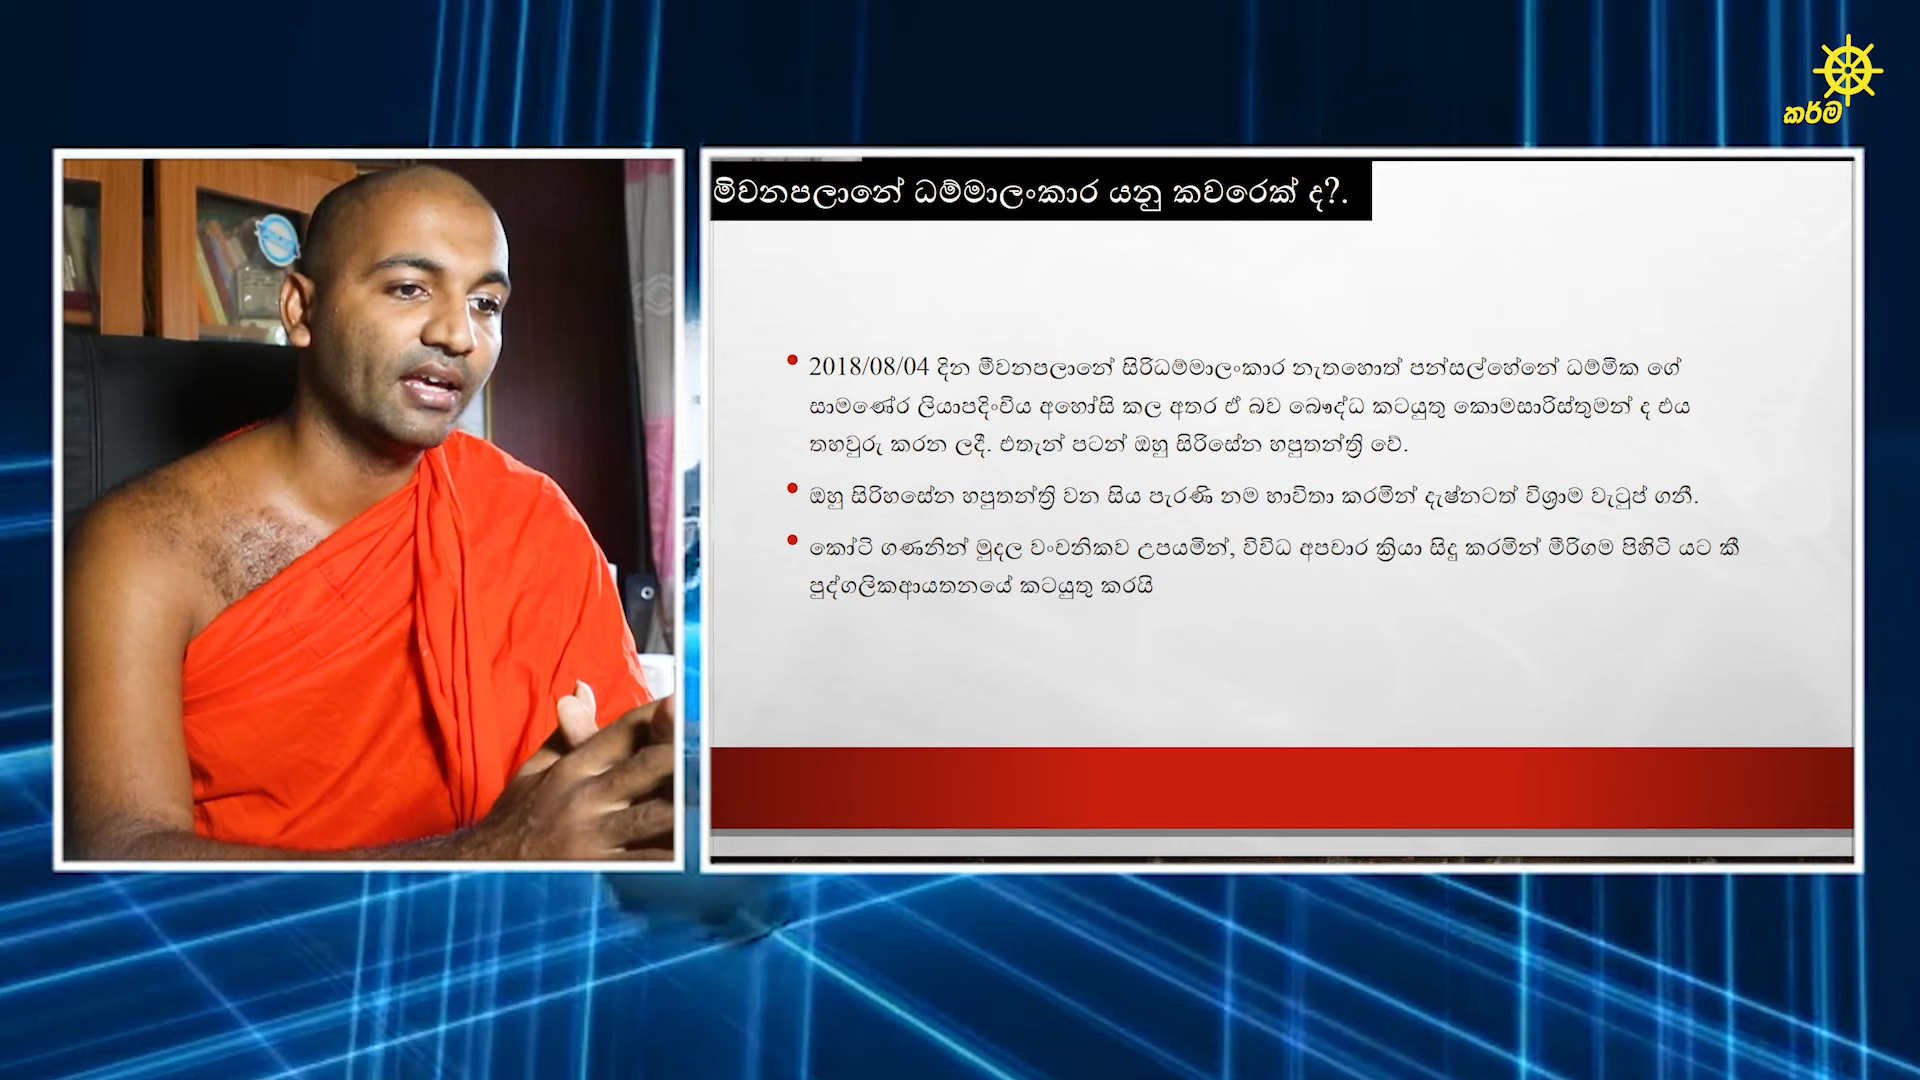 කර්ම
මිවනපලානේ ධම්මාලංකාර යනු කවරෙක් ද?.
• 2018/08/04 දින මීවනපලානේ සිරිධම්මාලංකාර නැතහොත් පන්සල්හේනේ ධම්මික ගේ
සාමණේර ලියාපදිංචිය අහෝසි කල අතර ඒ බව බෞද්ධ කටයුතු කොමසාරිස්තුමන් ද එය
තහවුරු කරන ලදී. එතැන් පටන් ඔහු සිරිසේන හපුතන්ත්‍රි වේ.
• ඔහු සිරිහසේන හපුතන්ත්‍රි වන සිය පැරණි නම භාවිතා කරමින් දැෂ්නටත් විශ්‍රාම වැටුප් ගනී.
• කෝටි ගණනින් මුදල වංචනිකව උපයමින්, විවිධ අපචාර ක්‍රියා සිදු කරමින් මීරිගම පිහිටි යට කී
පුද්ගලිකආයතනයේ කටයුතු කරයි